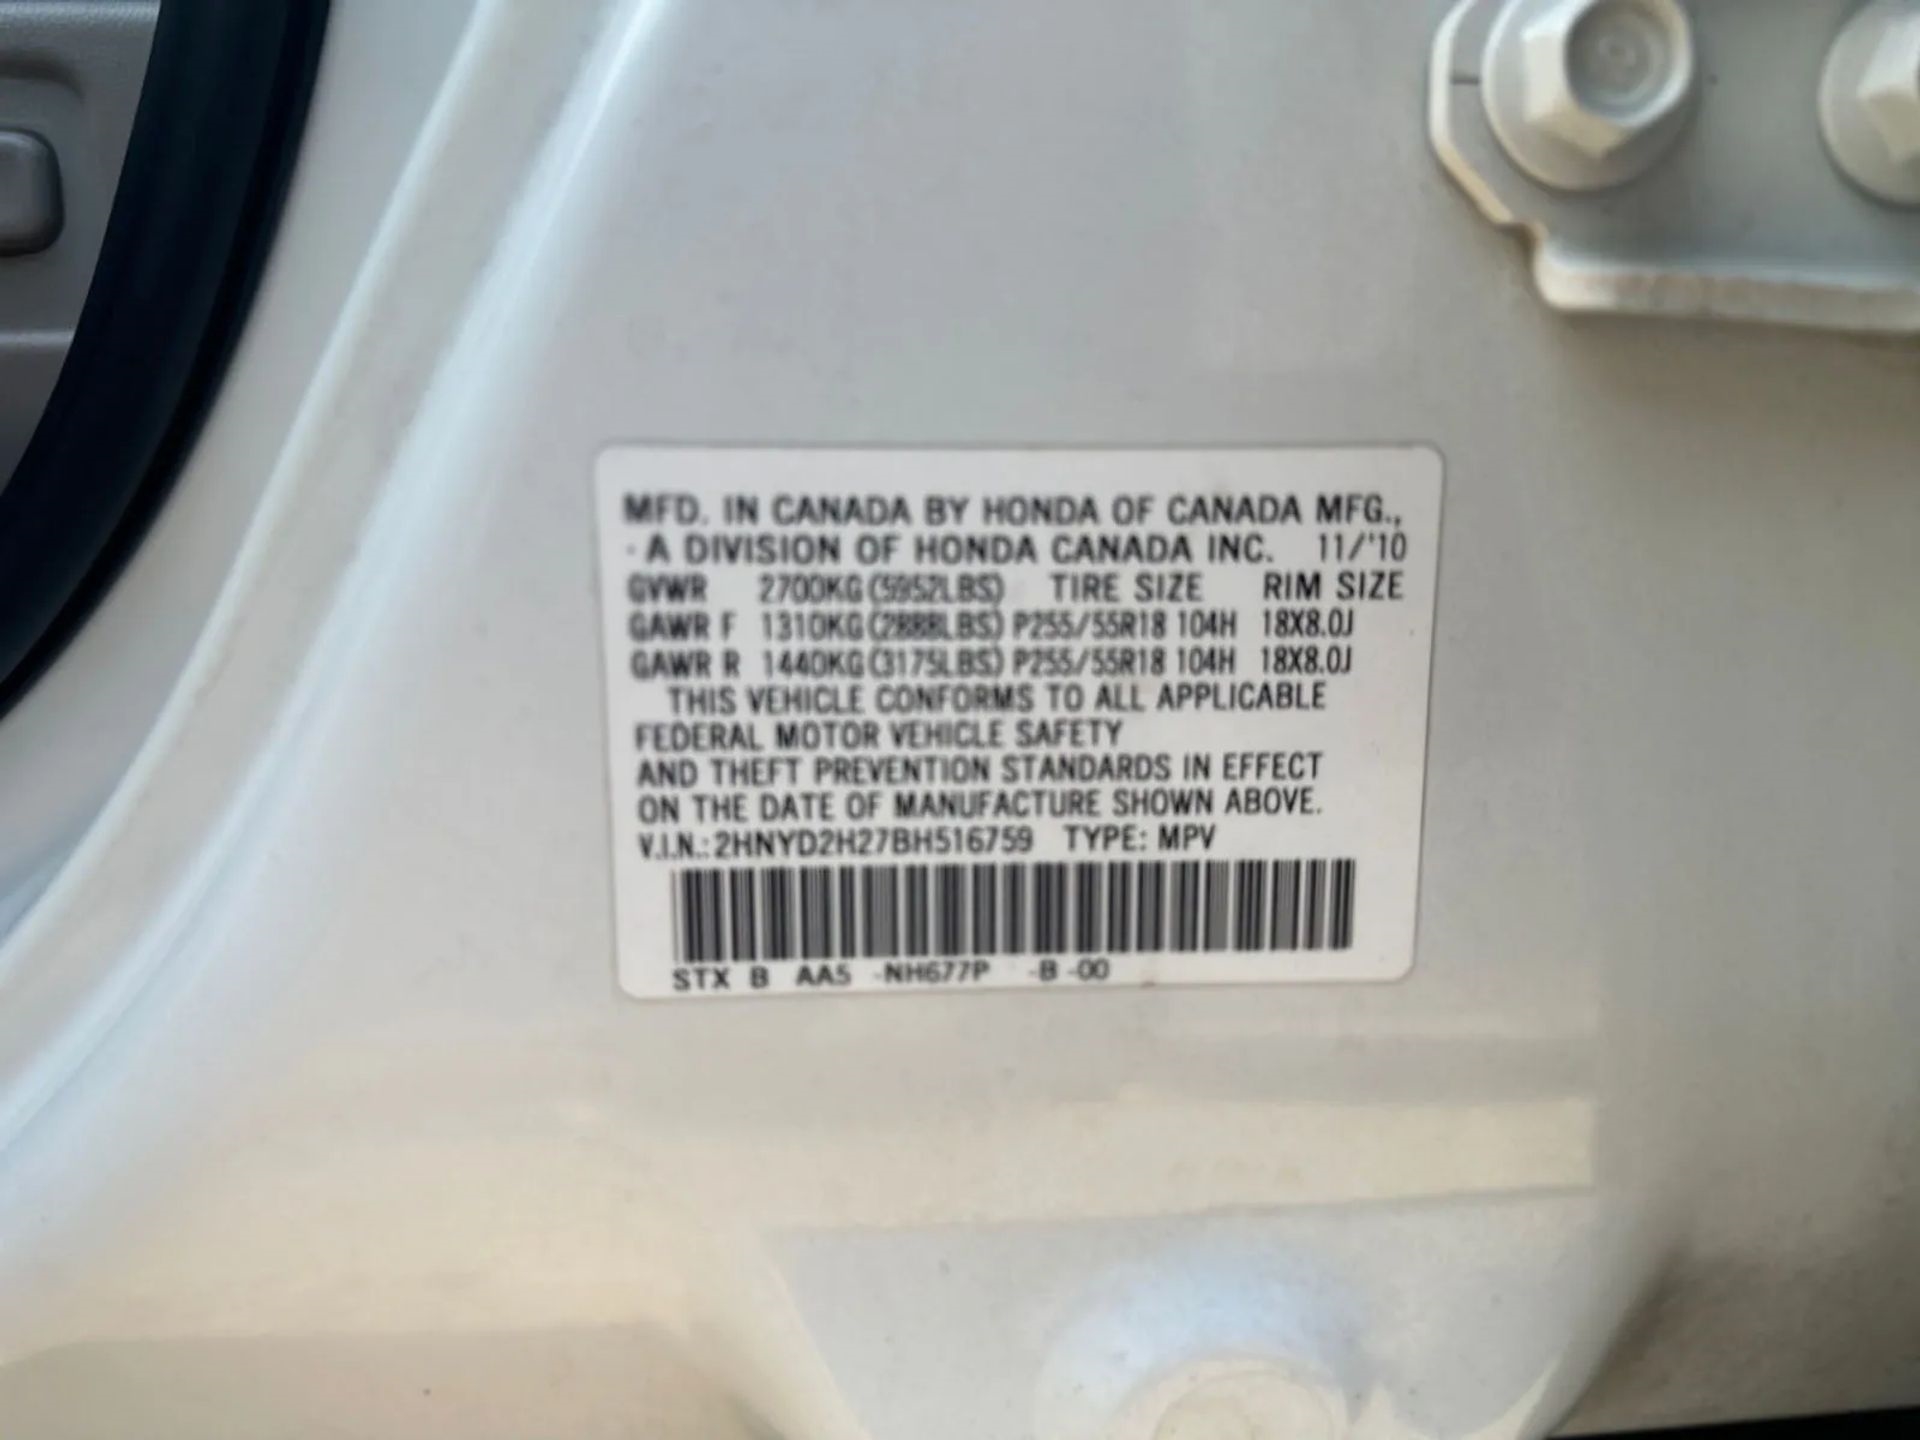 MFD. IN CANADA BY HONDA OF CANADA MFG.,
A DIVISION OF HONDA CANADA INC. 11/'10
GVWR 2700KG (5952LBS) TIRE SIZE RIM SIZE
GAWR F 1310KG (2888LBS) P255/55R18 104H 18X8.0J
GAWR R 1440KG (3175LBS) P255/55R18 104H 18X8.0J
THIS VEHICLE CONFORMS TO ALL APPLICABLE
FEDERAL MOTOR VEHICLE SAFETY
AND THEFT PREVENTION STANDARDS IN EFFECT
ON THE DATE OF MANUFACTURE SHOWN ABOVE.
V.I.N.: 2HNYD2H27BH516759 TYPE: MPV
STX B AA5 -NH677P -B -00